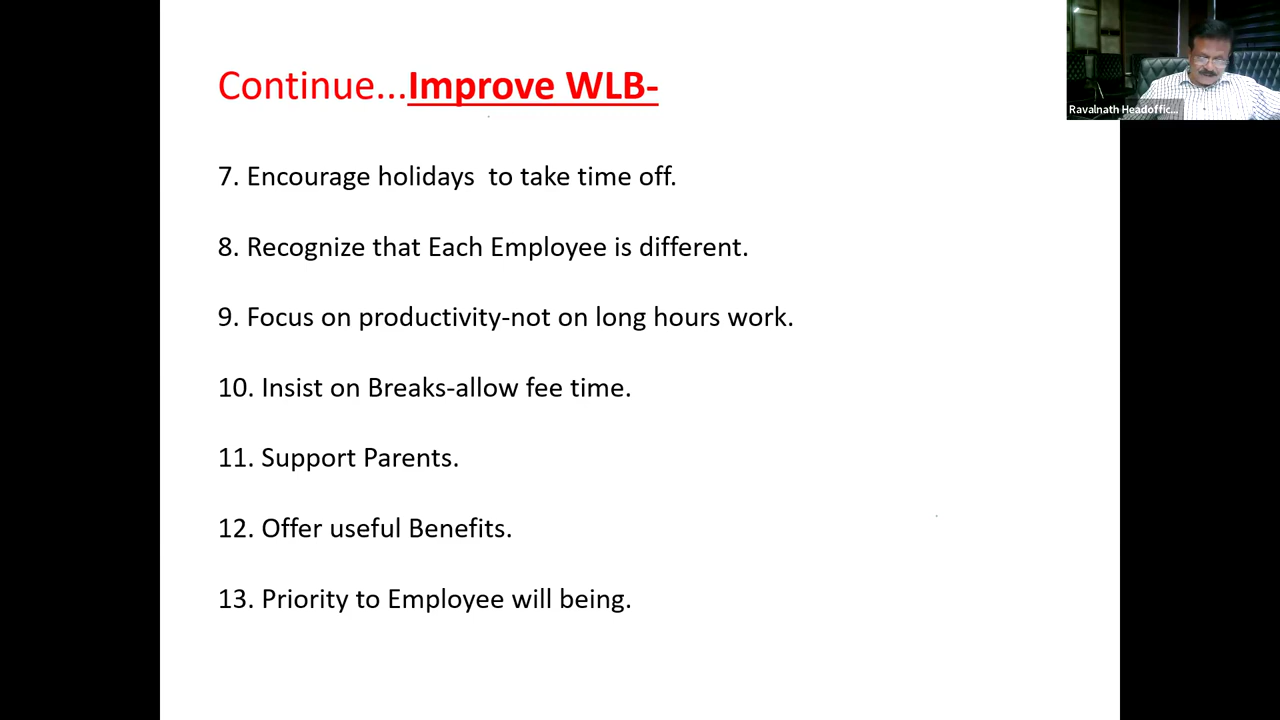 Continue...Improve WLB-
Ravalnath Headoffic...
7. Encourage holidays  to take time off.
8. Recognize that Each Employee is different.
9. Focus on productivity-not on long hours work.
10. Insist on Breaks-allow fee time.
11. Support Parents.
12. Offer useful Benefits.
13. Priority to Employee will being.